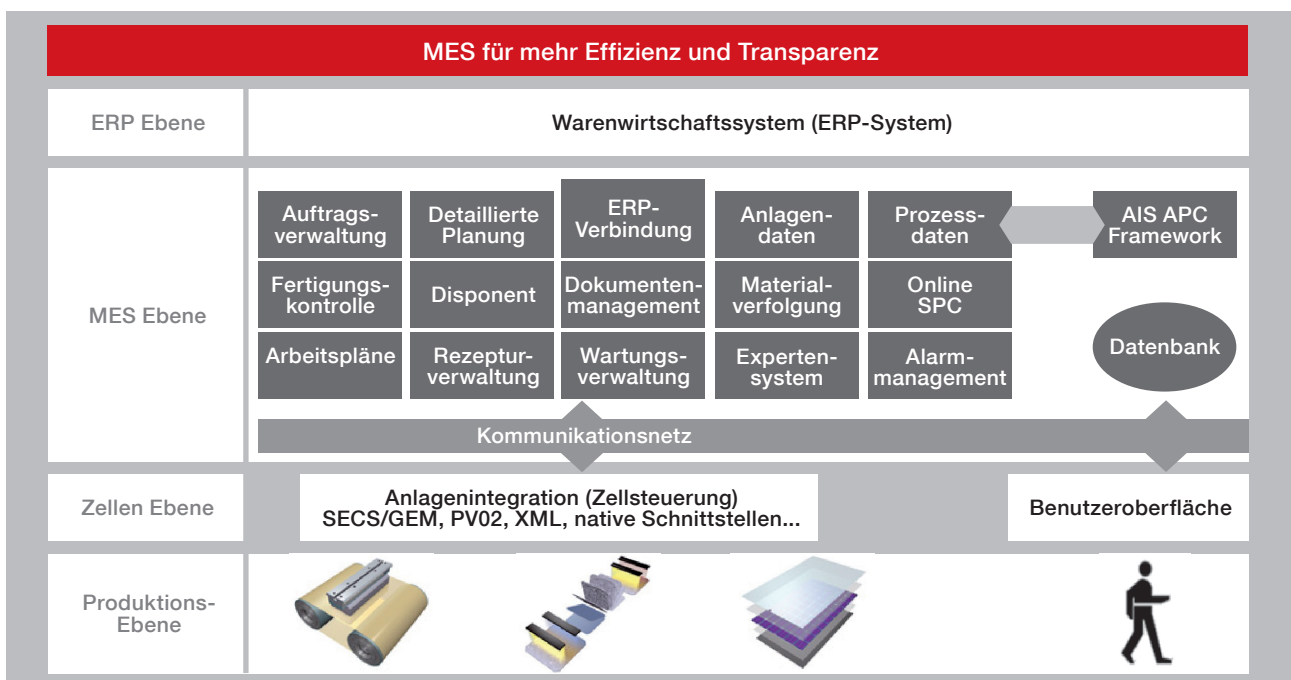 MES für mehr Effizienz und Transparenz
ERP Ebene
Warenwirtschaftssystem (ERP-System)
MES Ebene
Auftrags-
verwaltung
Detaillierte
Planung
ERP-
Verbindung
Anlagen-
daten
Prozess-
daten
AIS APC
Framework
Fertigungs-
kontrolle
Disponent
Dokumenten-
management
Material-
verfolgung
Online
SPC
Datenbank
Arbeitspläne
Rezeptur-
verwaltung
Wartungs-
verwaltung
Experten-
system
Alarm-
management
Kommunikationsnetz
Zellen Ebene
Anlagenintegration (Zellsteuerung)
SECS/GEM, PV02, XML, native Schnittstellen...
Benutzeroberfläche
Produktions-
Ebene